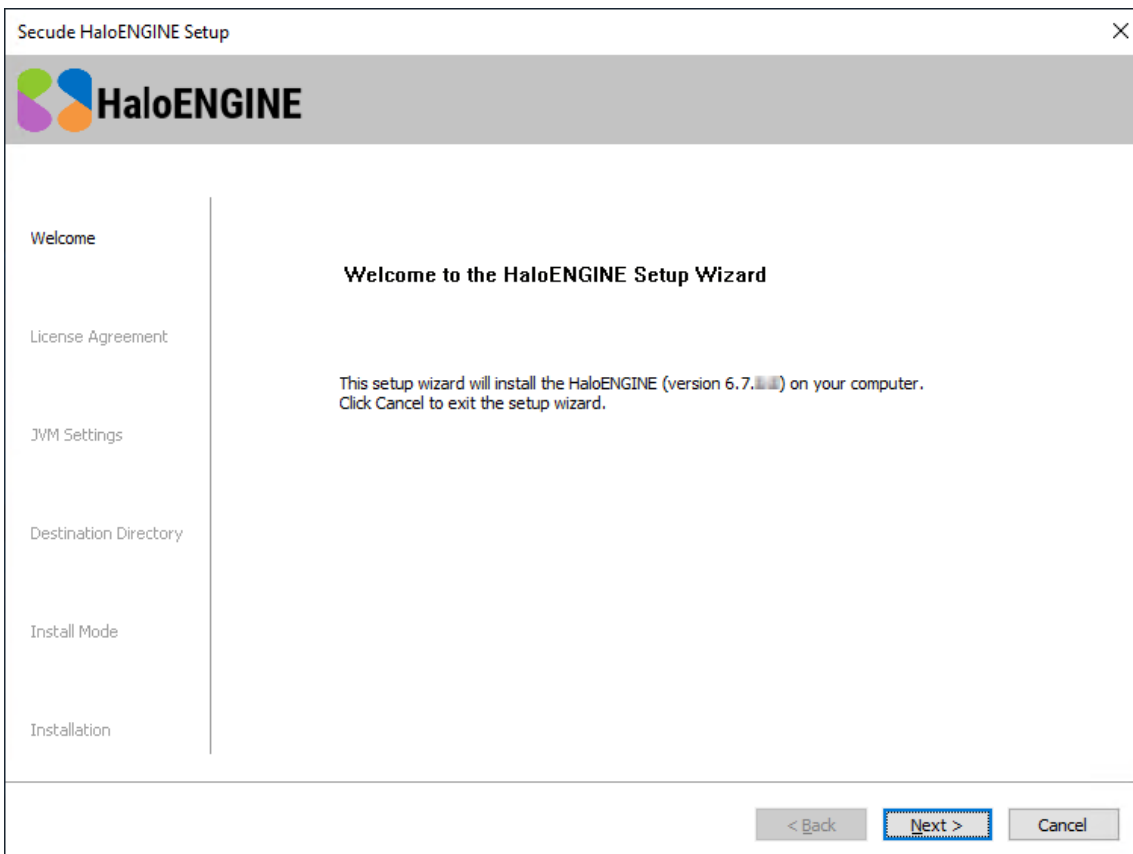 Secude HaloENGINE Setup
HaloENGINE
Welcome
License Agreement
JVM Settings
Destination Directory
Install Mode
Installation
Welcome to the HaloENGINE Setup Wizard
This setup wizard will install the HaloENGINE (version 6.7. ) on your computer.
Click Cancel to exit the setup wizard.
< Back
Next >
Cancel